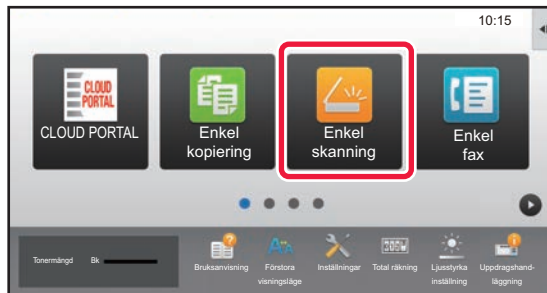 10:15
CLOUD
PORTAL
CLOUD PORTAL
Enkel
kopiering
Enkel
skanning
Enkel
fax
Tonermängd Bk
Bruksanvisning
Förstora
visningsläge
Inställningar
Total räkning
Ljusstyrka
inställning
Uppdragshand-
läggning